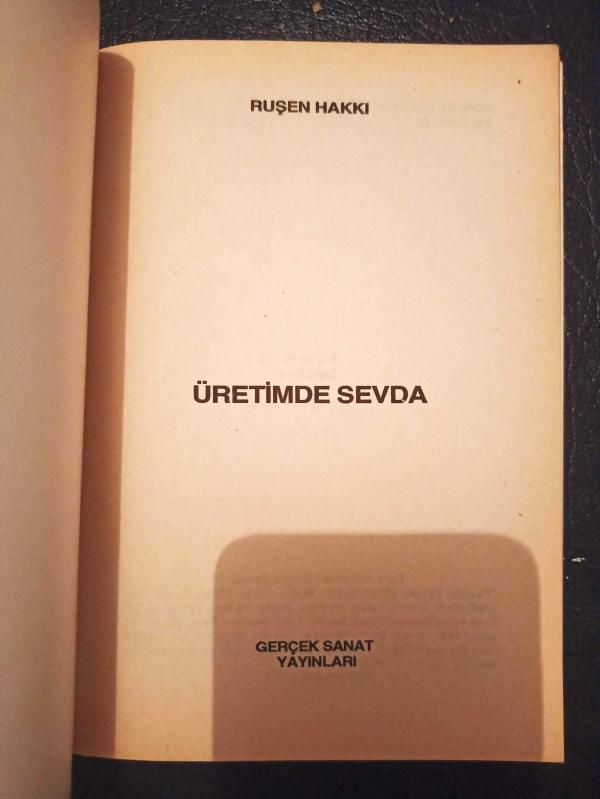 RUŞEN HAKKI
ÜRETİMDE SEVDA
GERÇEK SANAT
YAYINLARI